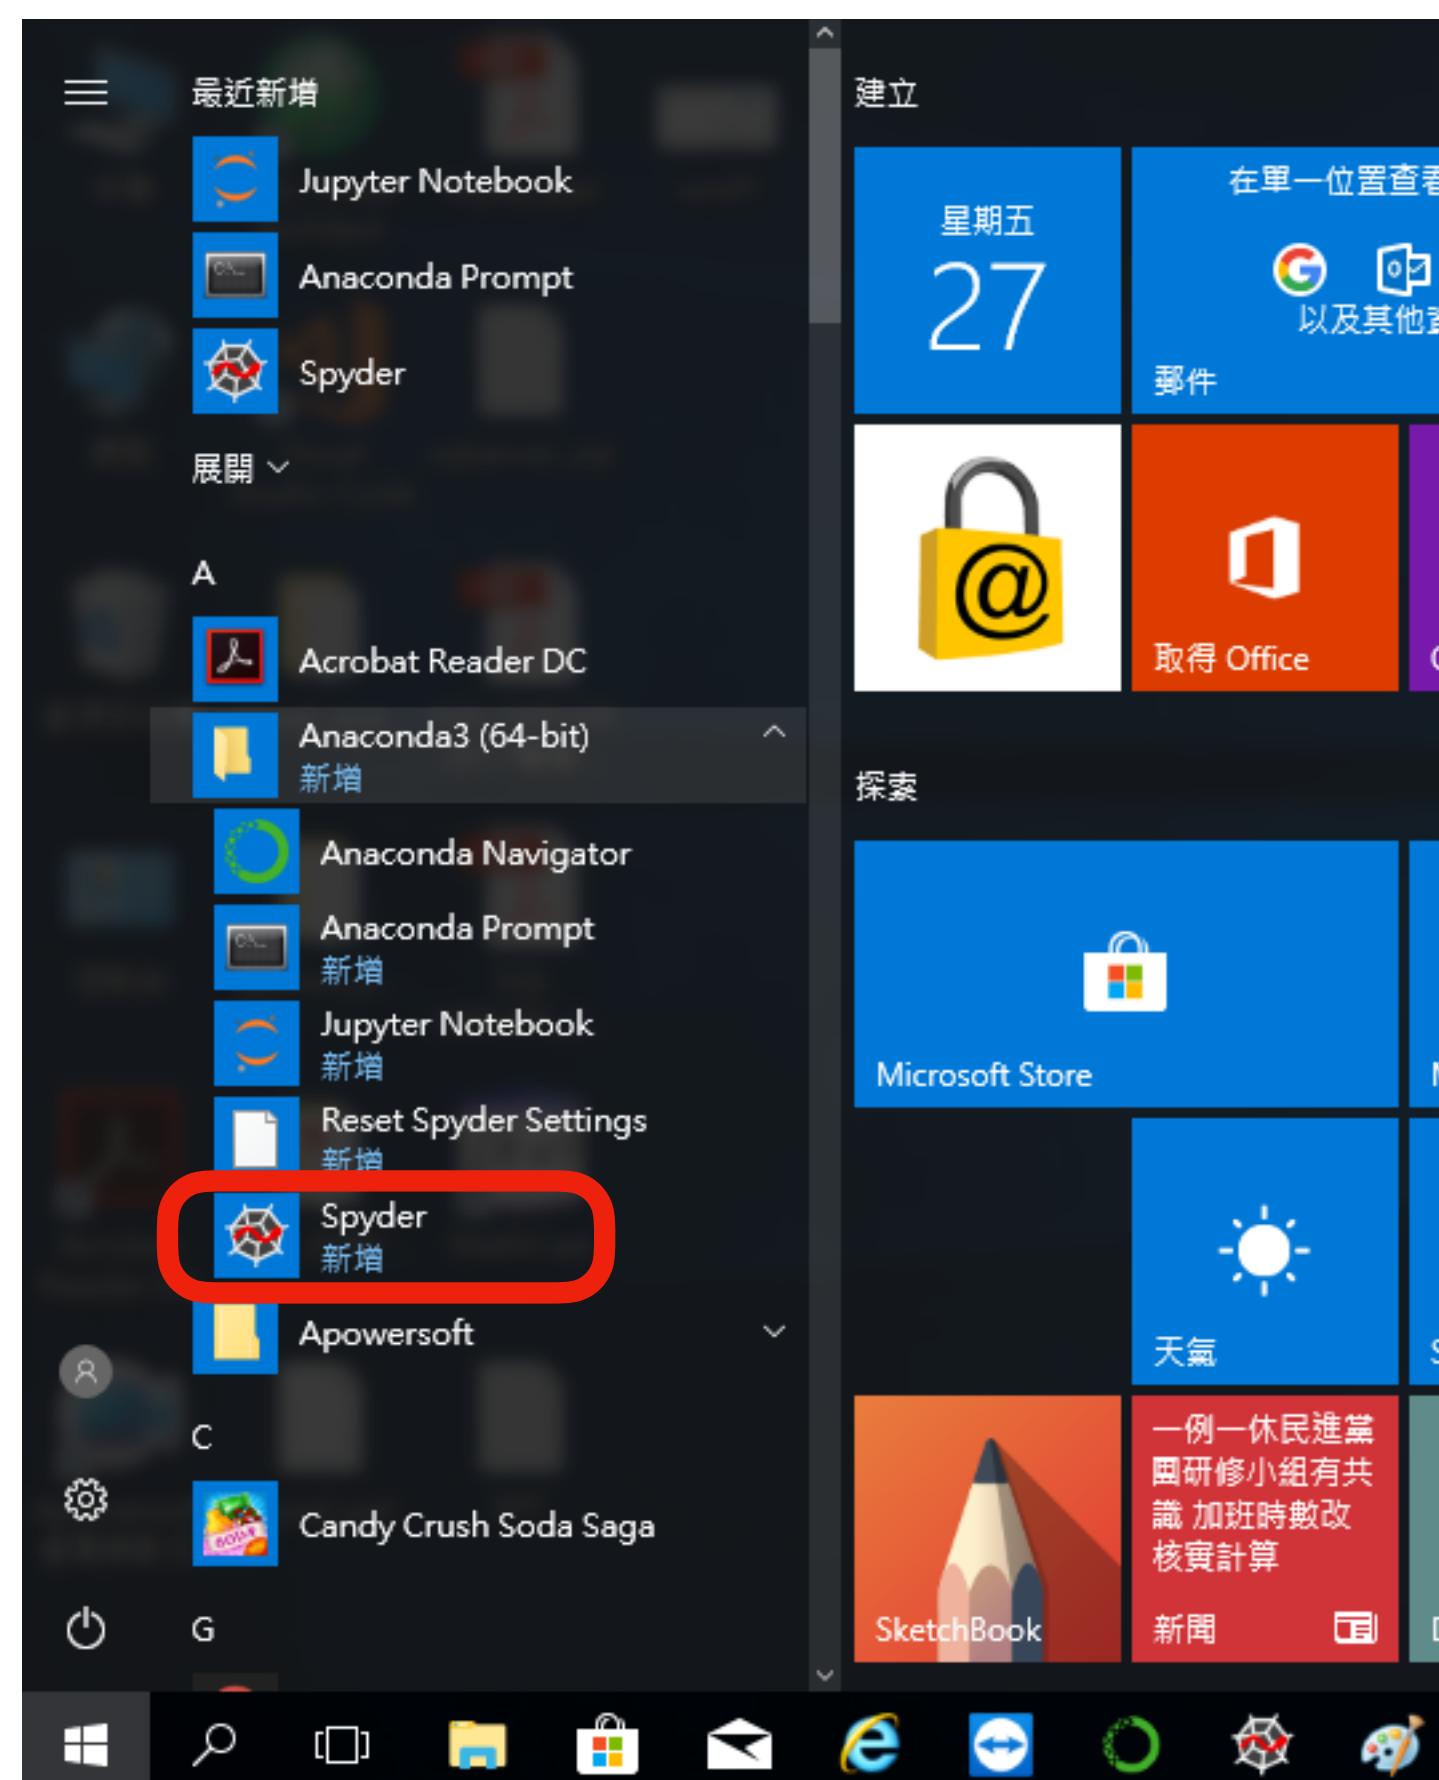 最近新增
Jupyter Notebook
Anaconda Prompt
Spyder
展開
A
Acrobat Reader DC
Anaconda3 (64-bit)
新增
Anaconda Navigator
Anaconda Prompt
新增
Jupyter Notebook
新增
Reset Spyder Settings
新增
Spyder
新增
Apowersoft
C
Candy Crush Soda Saga
G
建立
星期五
27
在單一位置查看
以及其他
郵件
@
取得 Office
探索
Microsoft Store
天氣
SketchBook
一例一休民進黨
團研修小組有共
識 加班時數改
核實計算
新聞